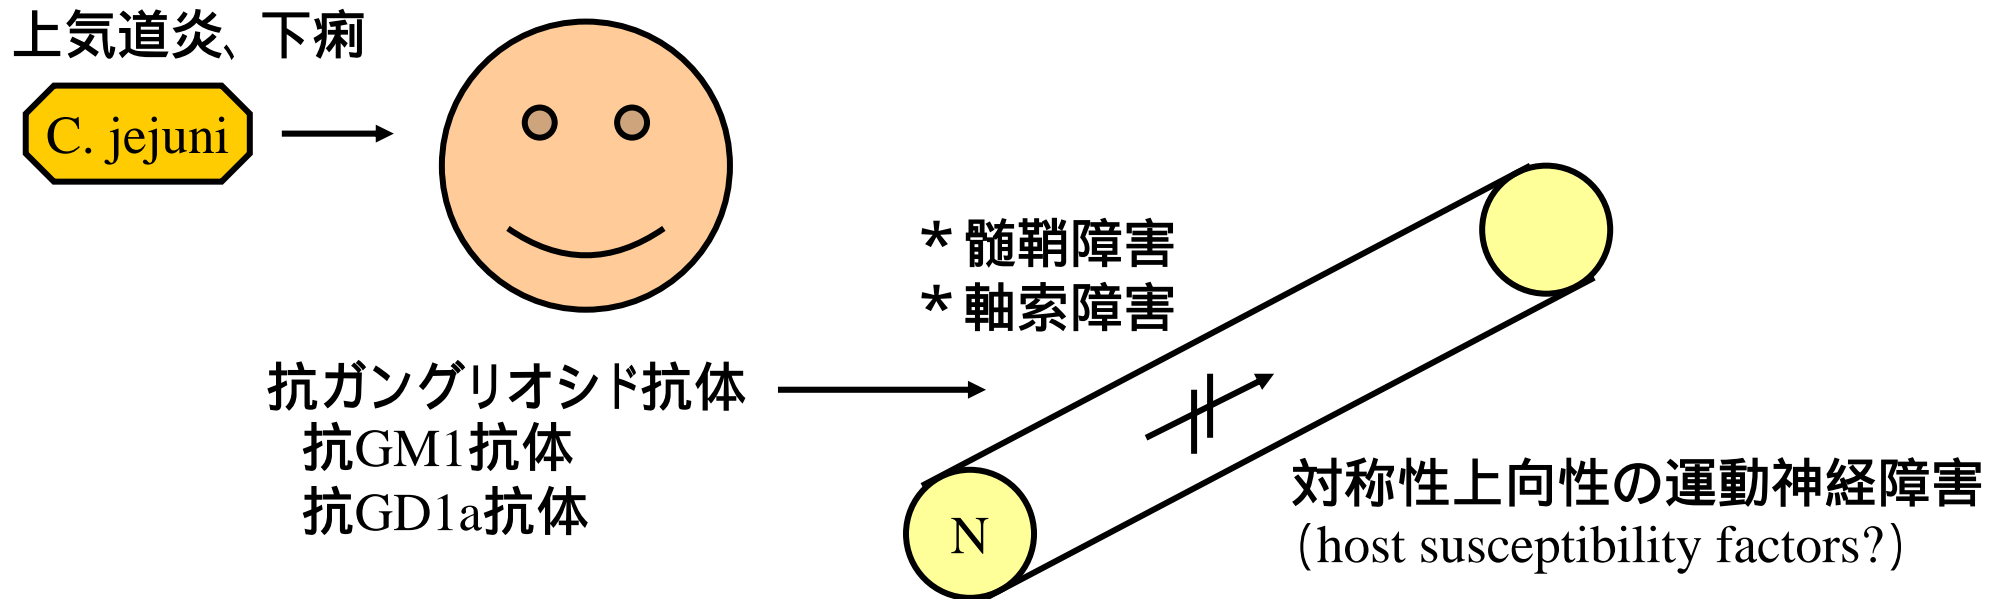 上気道炎、下痢
C. jejuni
＊髄鞘障害
＊軸索障害
抗ガングリオシド抗体
抗GM1抗体
抗GD1a抗体
N
対称性上向性の運動神経障害
（host susceptibility factors?）